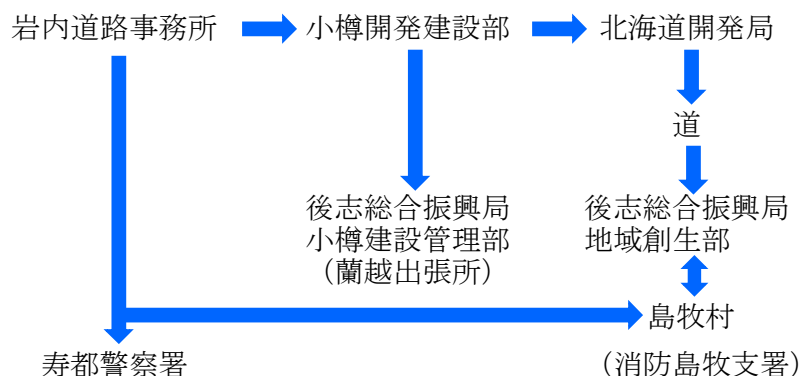 岩内道路事務所
小樽開発建設部
北海道開発局
道
後志総合振興局
小樽建設管理部
（蘭越出張所）
後志総合振興局
地域創生部
島牧村
寿都警察署
（消防島牧支署）